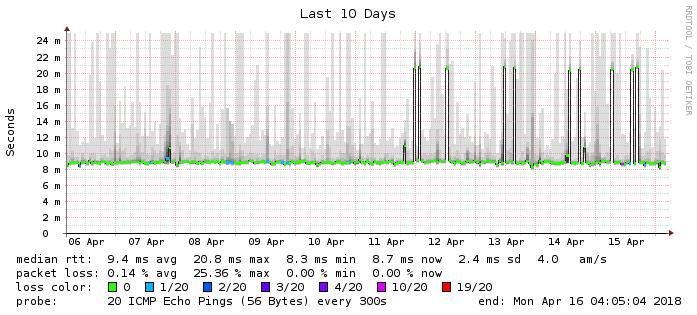 Last 10 Days
RRDTOOL / TOBI OETIKER
Seconds
24 m
22 m
20 m
18 m
16 m
14 m
12 m
10 m
8 m
6 m
4 m
2 m
0
06 Apr 07 Apr 08 Apr 09 Apr 10 Apr 11 Apr 12 Apr 13 Apr 14 Apr 15 Apr
median rtt: 9.4 ms avg 20.8 ms max 8.3 ms min 8.7 ms now 2.4 ms sd 4.0 am/s
packet loss: 0.14 % avg 25.36 % max 0.00 % min 0.00 % now
loss color: 0 1/20 2/20 3/20 4/20 10/20 19/20
probe: 20 ICMP Echo Pings (56 Bytes) every 300s end: Mon Apr 16 04:05:04 2018